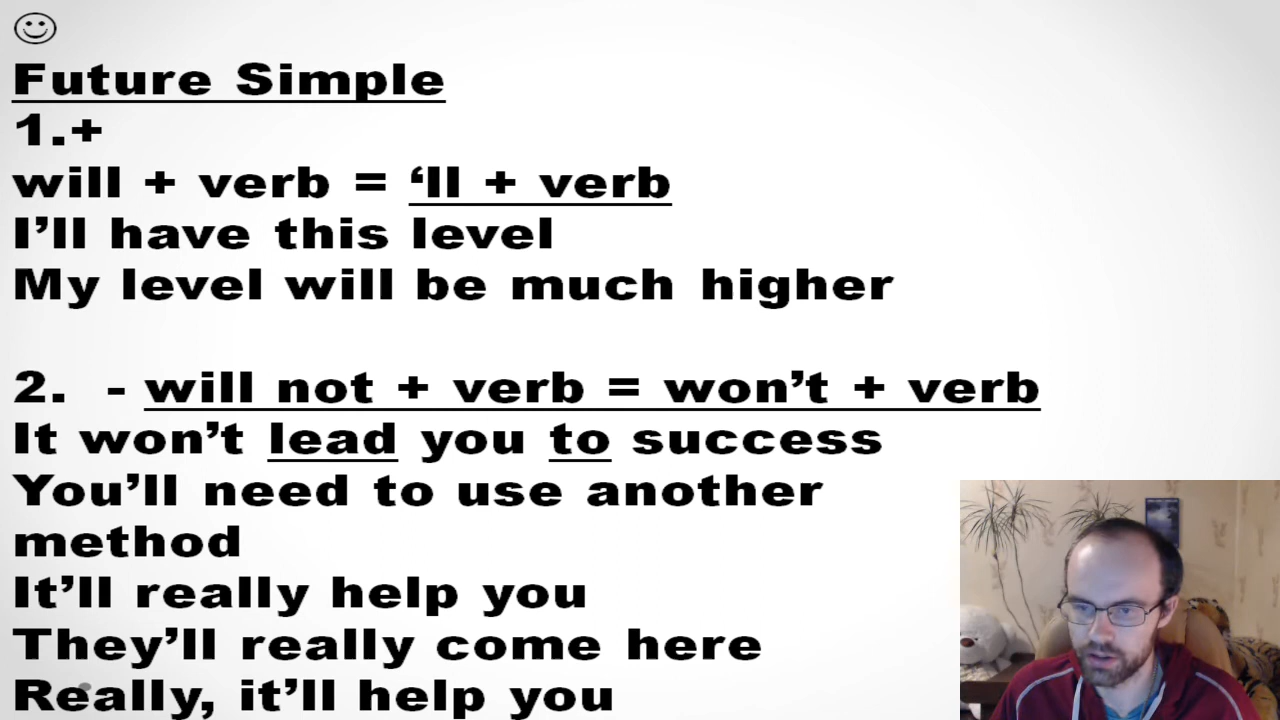 Future Simple
1.+
will + verb = ‘ll + verb
I’ll have this level
My level will be much higher
2. - will not + verb = won’t + verb
It won’t lead you to success
You’ll need to use another
method
It’ll really help you
They’ll really come here
Really, it’ll help you